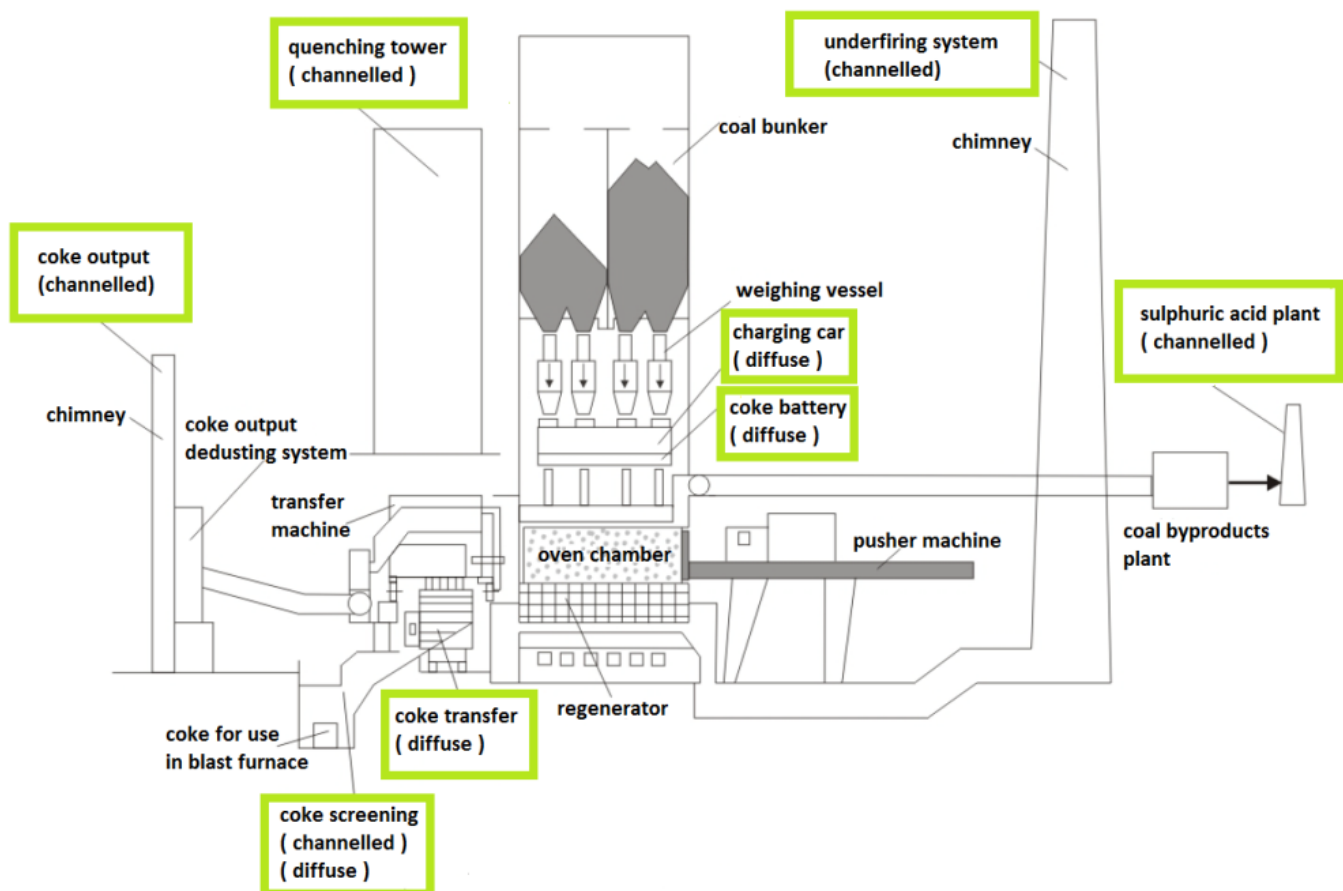 quenching tower
( channelled )
underfiring system
(channelled)
coal bunker
chimney
coke output
(channelled)
weighing vessel
sulphuric acid plant
( channelled )
charging car
( diffuse )
coke battery
( diffuse )
chimney
coke output
dedusting system
transfer
machine
oven chamber
pusher machine
coal byproducts
plant
regenerator
coke transfer
( diffuse )
coke for use
in blast furnace
coke screening
( channelled )
( diffuse )